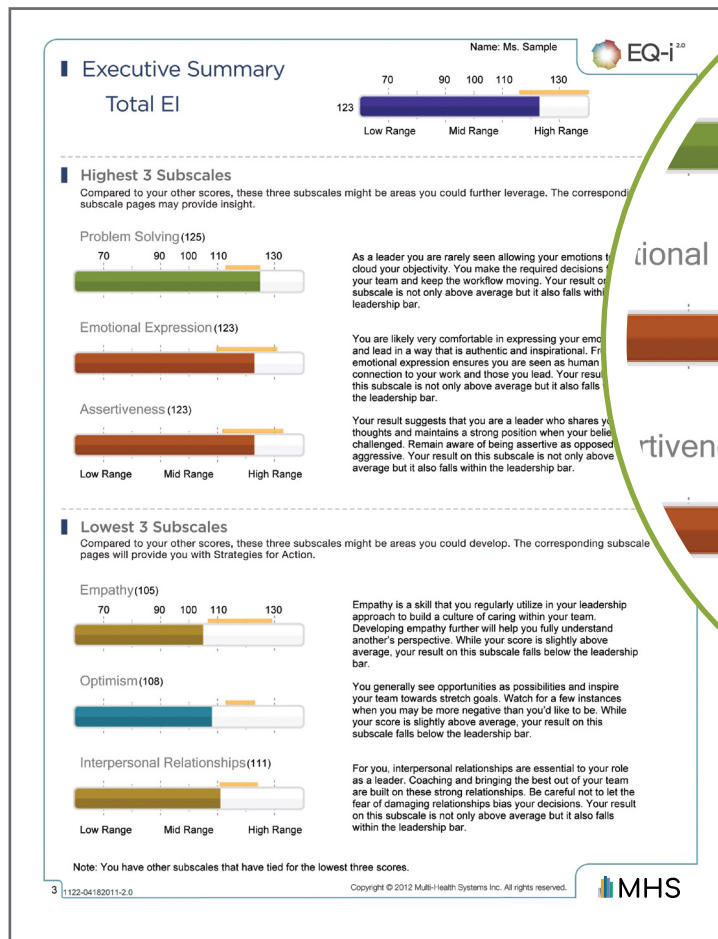 Name: Ms. Sample
EQ-i 2.0
Executive Summary
Total EI
70 90 100 110 130
123
Low Range Mid Range High Range
Highest 3 Subscales
Compared to your other scores, these three subscales might be areas you could further leverage. The
subscale pages may provide insight.
Problem Solving(125)
70 90 100 110 130
As a leader you are rarely seen allowing your emotions
cloud your objectivity. You make the required decisions
your team and keep the workflow moving. Your result on
subscale is not only above average but it also falls
leadership bar.
Emotional Expression(123)
You are likely very comfortable in expressing your
and lead in a way that is authentic and inspirational.
emotional expression ensures you are seen as human
connection to your work and those you lead. Your
this subscale is not only above average but it also falls
the leadership bar.
Assertiveness(123)
Your result suggests that you are a leader who shares
thoughts and maintains a strong position when your
challenged. Remain aware of being assertive as opposed
aggressive. Your result on this subscale is not only above
average but it also falls within the leadership bar.
Low Range Mid Range High Range
tional
rtiven
Lowest 3 Subscales
Compared to your other scores, these three subscales might be areas you could develop. The corresponding subscale
pages will provide you with Strategies for Action.
Empathy(105)
70 90 100 110 130
Empathy is a skill that you regularly utilize in your leadership
approach to build a culture of caring within your team.
Developing empathy further will help you fully understand
another's perspective. While your score is slightly above
average, your result on this subscale falls below the leadership
bar.
Optimism(108)
You generally see opportunities as possibilities and inspire
your team towards stretch goals. Watch for a few instances
when you may be more negative than you'd like to be. While
your score is slightly above average, your result on this
subscale falls below the leadership bar.
Interpersonal Relationships(111)
For you, interpersonal relationships are essential to your role
as a leader. Coaching and bringing the best out of your team
are built on these strong relationships. Be careful not to let the
fear of damaging relationships bias your decisions. Your result
on this subscale is not only above average but it also falls
within the leadership bar.
Low Range Mid Range High Range
Note: You have other subscales that have tied for the lowest three scores.
3 1122-04182011-2.0
Copyright © 2012 Multi-Health Systems Inc. All rights reserved.
MHS